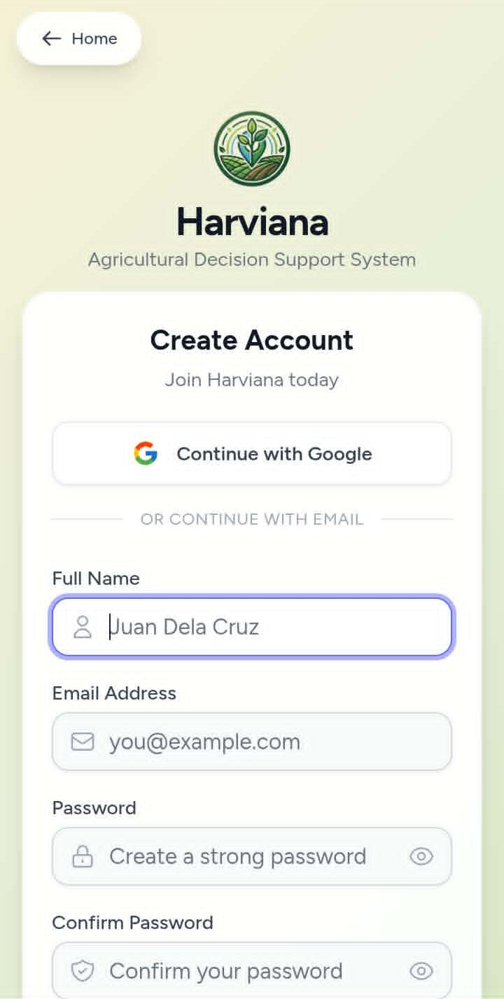 Home
Harviana
Agricultural Decision Support System
Create Account
Join Harviana today
Continue with Google
OR CONTINUE WITH EMAIL
Full Name
Juan Dela Cruz
Email Address
you@example.com
Password
Create a strong password
Confirm Password
Confirm your password